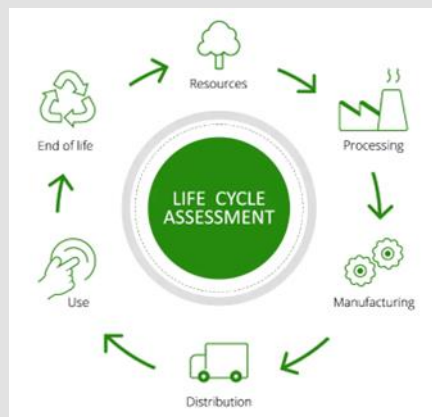 Resources
Processing
Manufacturing
Distribution
Use
End of life
LIFE CYCLE
ASSESSMENT